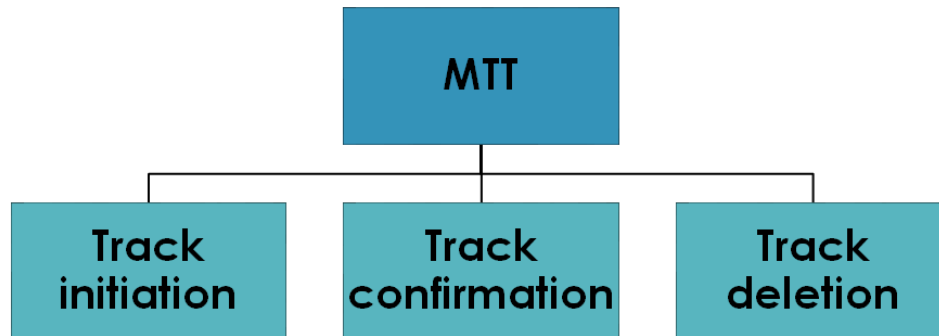 MTT
Track
initiation
Track
confirmation
Track
deletion